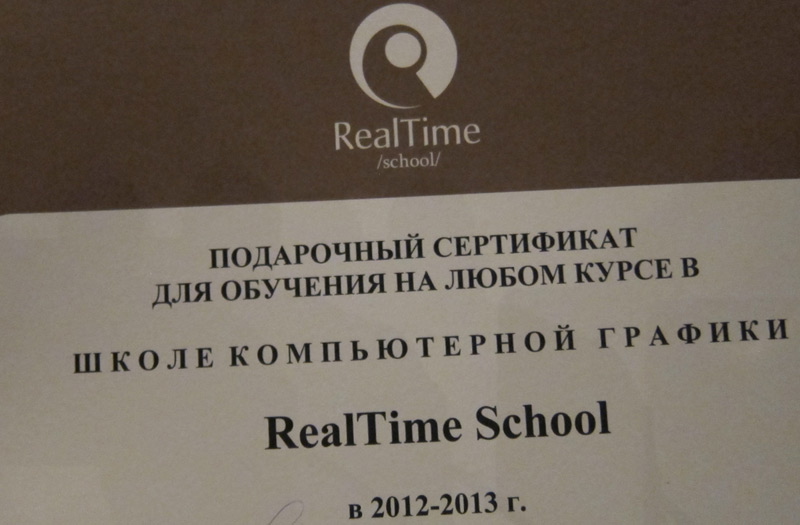 RealTime
/school/
ПОДАРОЧНЫЙ СЕРТИФИКАТ
ДЛЯ ОБУЧЕНИЯ НА ЛЮБОМ КУРСЕ В
ШКОЛЕ КОМПЬЮТЕРНОЙ ГРАФИКИ
RealTime School
в 2012-2013 г.